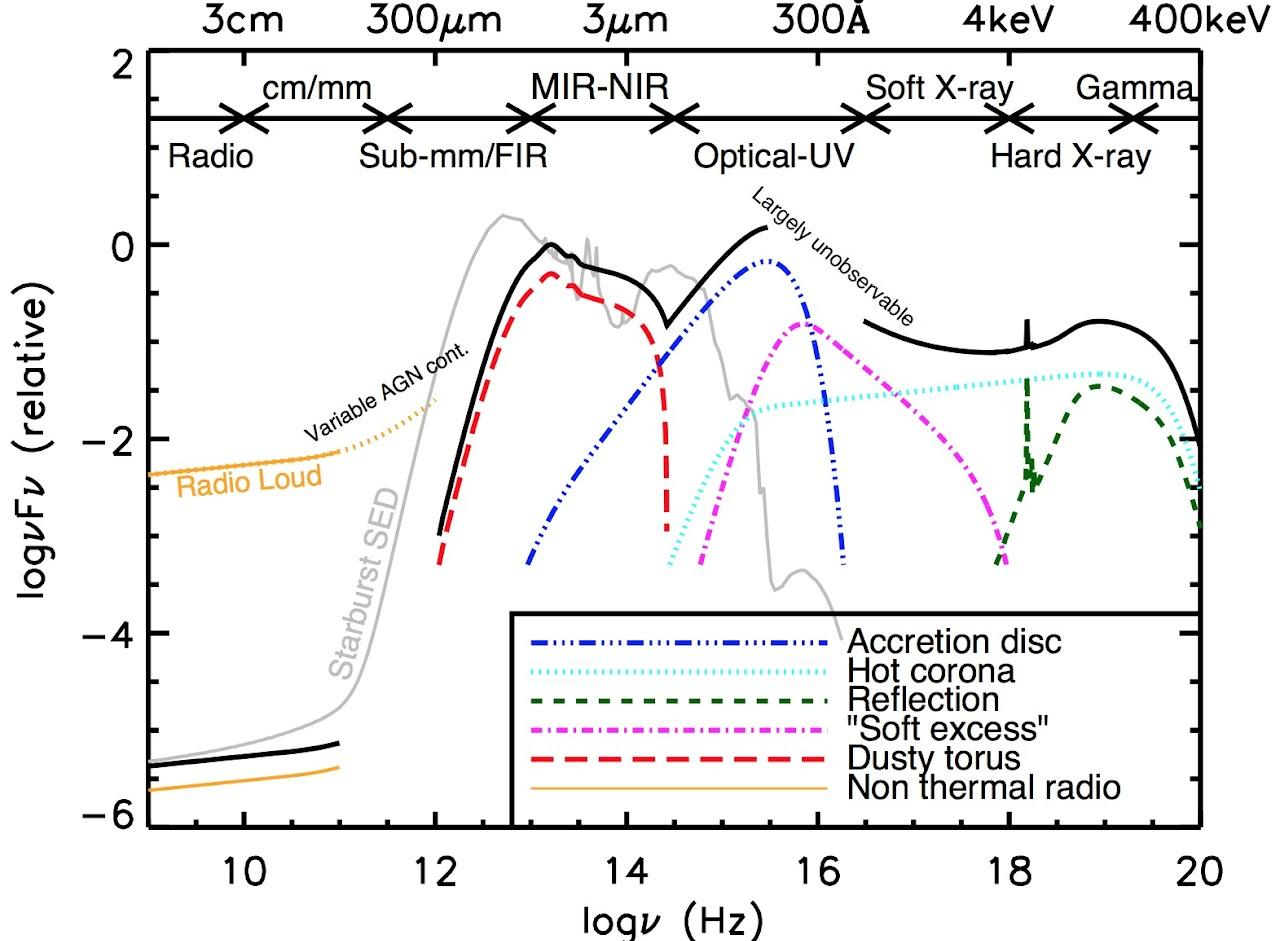 3cm 300μm 3μm 300Å 4keV 400keV
cm/mm MIR-NIR Soft X-ray Gamma
Radio Sub-mm/FIR Optical-UV Hard X-ray
Largely unobservable
Variable AGN cont.
Radio Loud
Starburst SED
2
0
−2
−4
−6
logνFν (relative)
Accretion disc
Hot corona
Reflection
"Soft excess"
Dusty torus
Non thermal radio
10 12 14 16 18 20
logν (Hz)